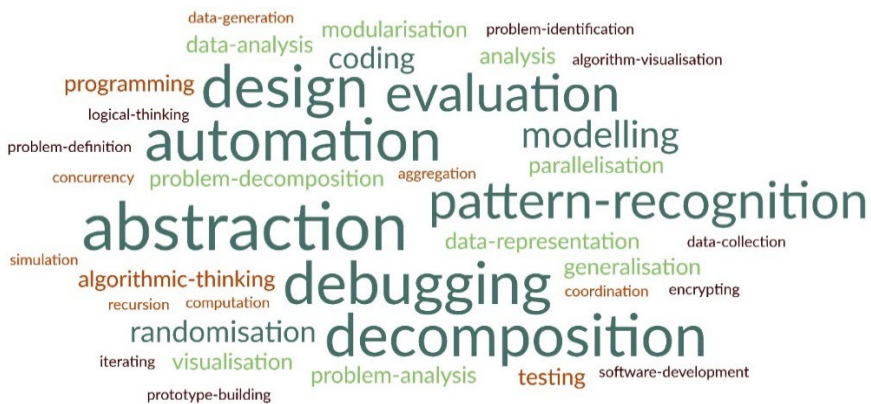 data-generation
modularisation problem-identification
data-analysis coding analysis algorithm-visualisation
programming design evaluation
logical-thinking
automation modelling
problem-definition parallelisation
concurrency problem-decomposition aggregation
abstraction pattern-recognition
data-representation data-collection
simulation generalisation
algorithmic-thinking debugging
recursion computation coordination encrypting
randomisation decomposition
iterating visualisation problem-analysis testing software-development
prototype-building